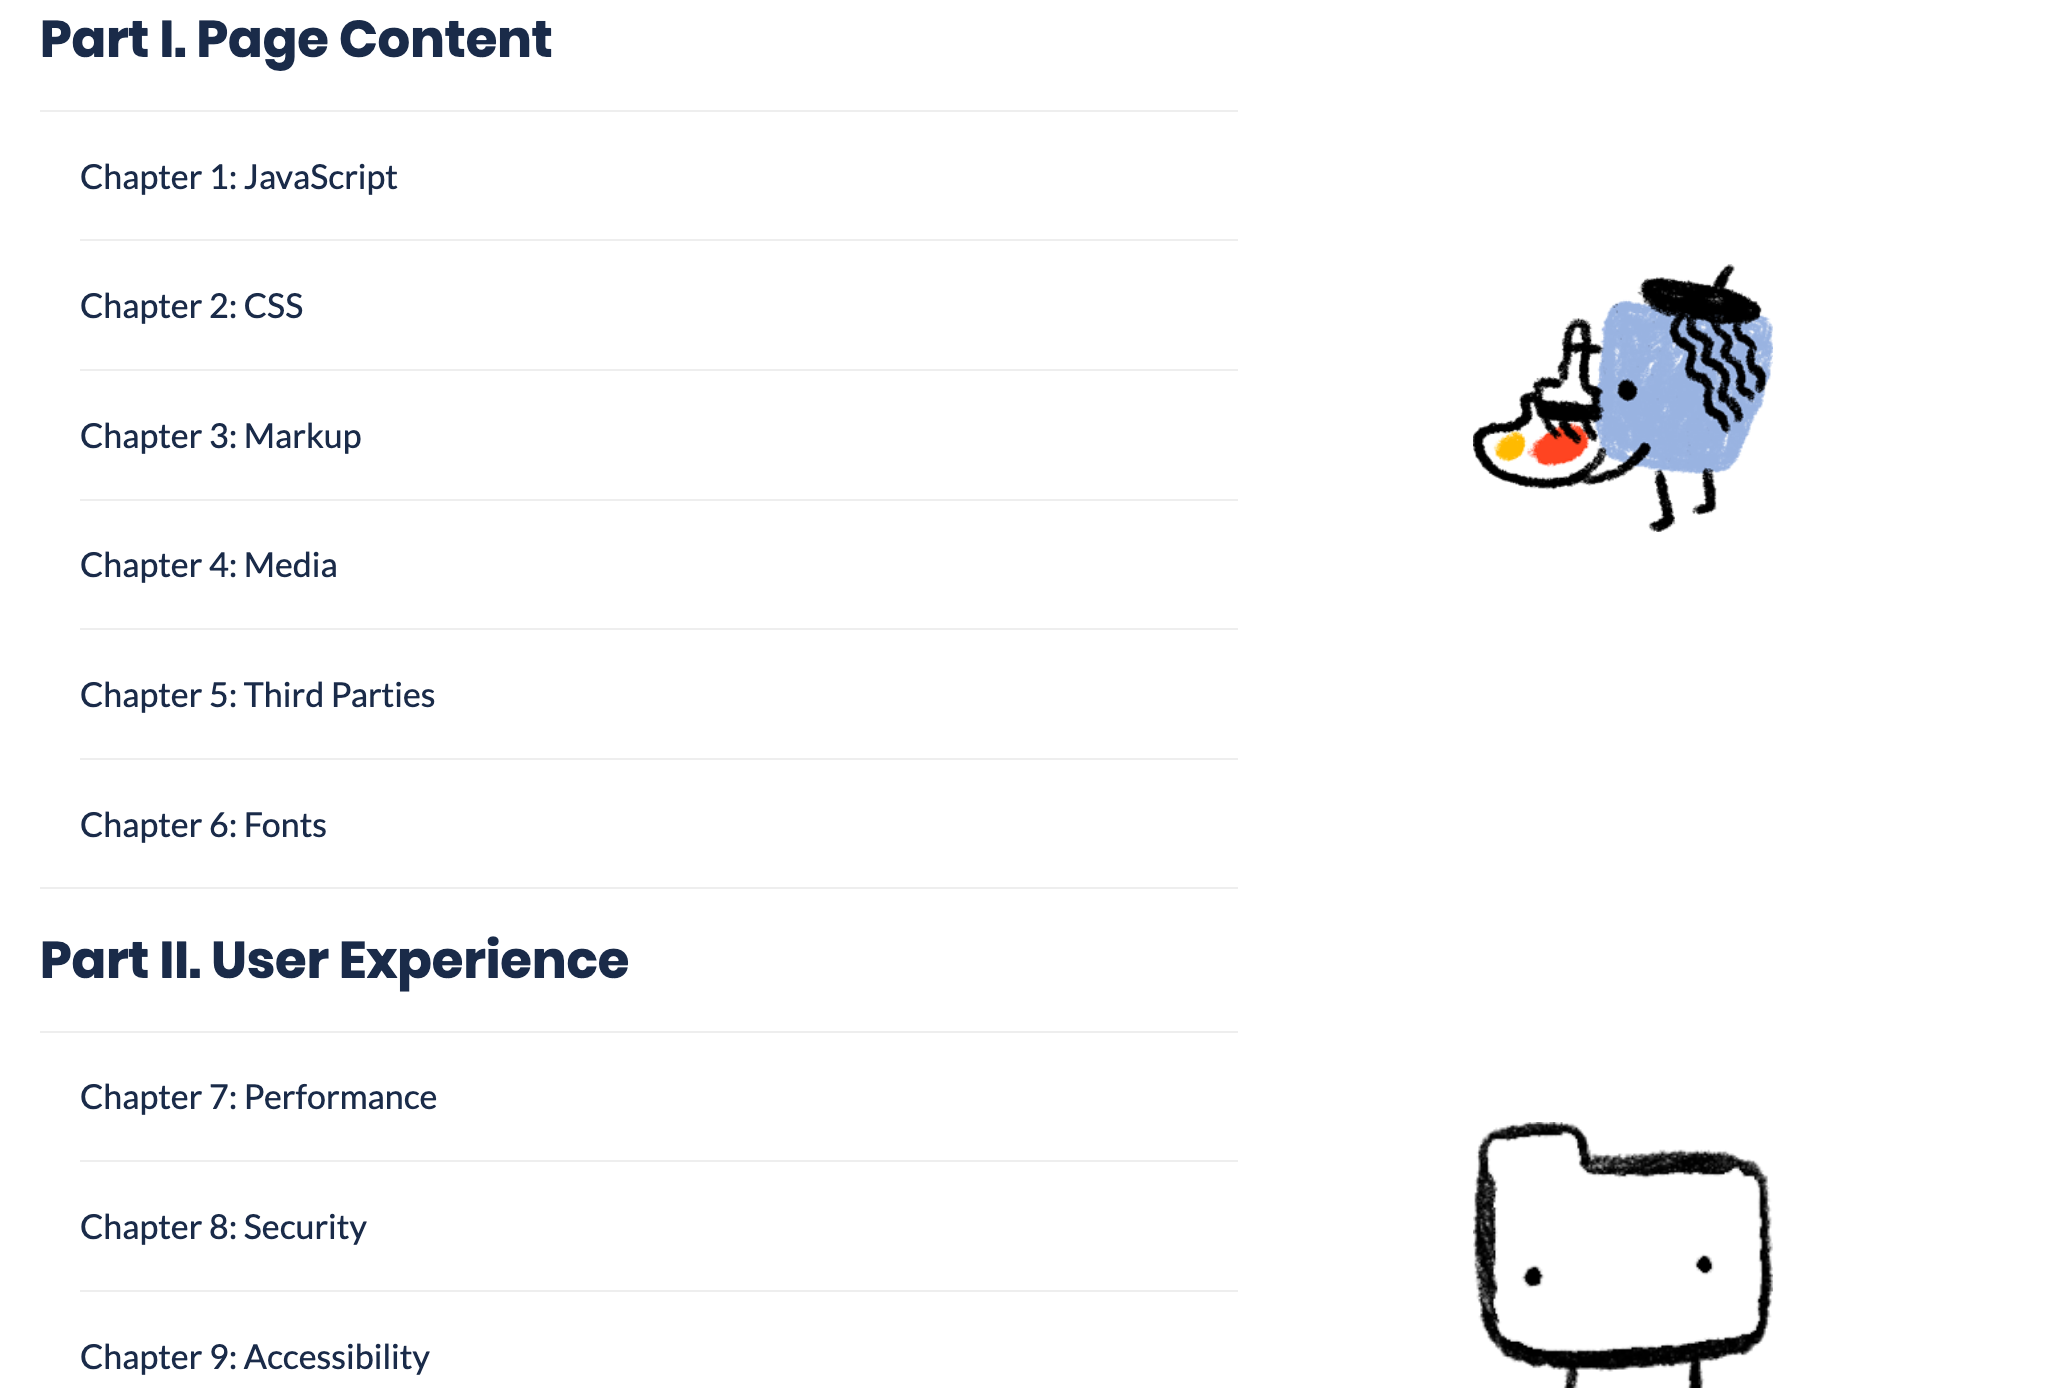 Part I. Page Content
Chapter 1: JavaScript
Chapter 2: CSS
Chapter 3: Markup
Chapter 4: Media
Chapter 5: Third Parties
Chapter 6: Fonts
Part II. User Experience
Chapter 7: Performance
Chapter 8: Security
Chapter 9: Accessibility